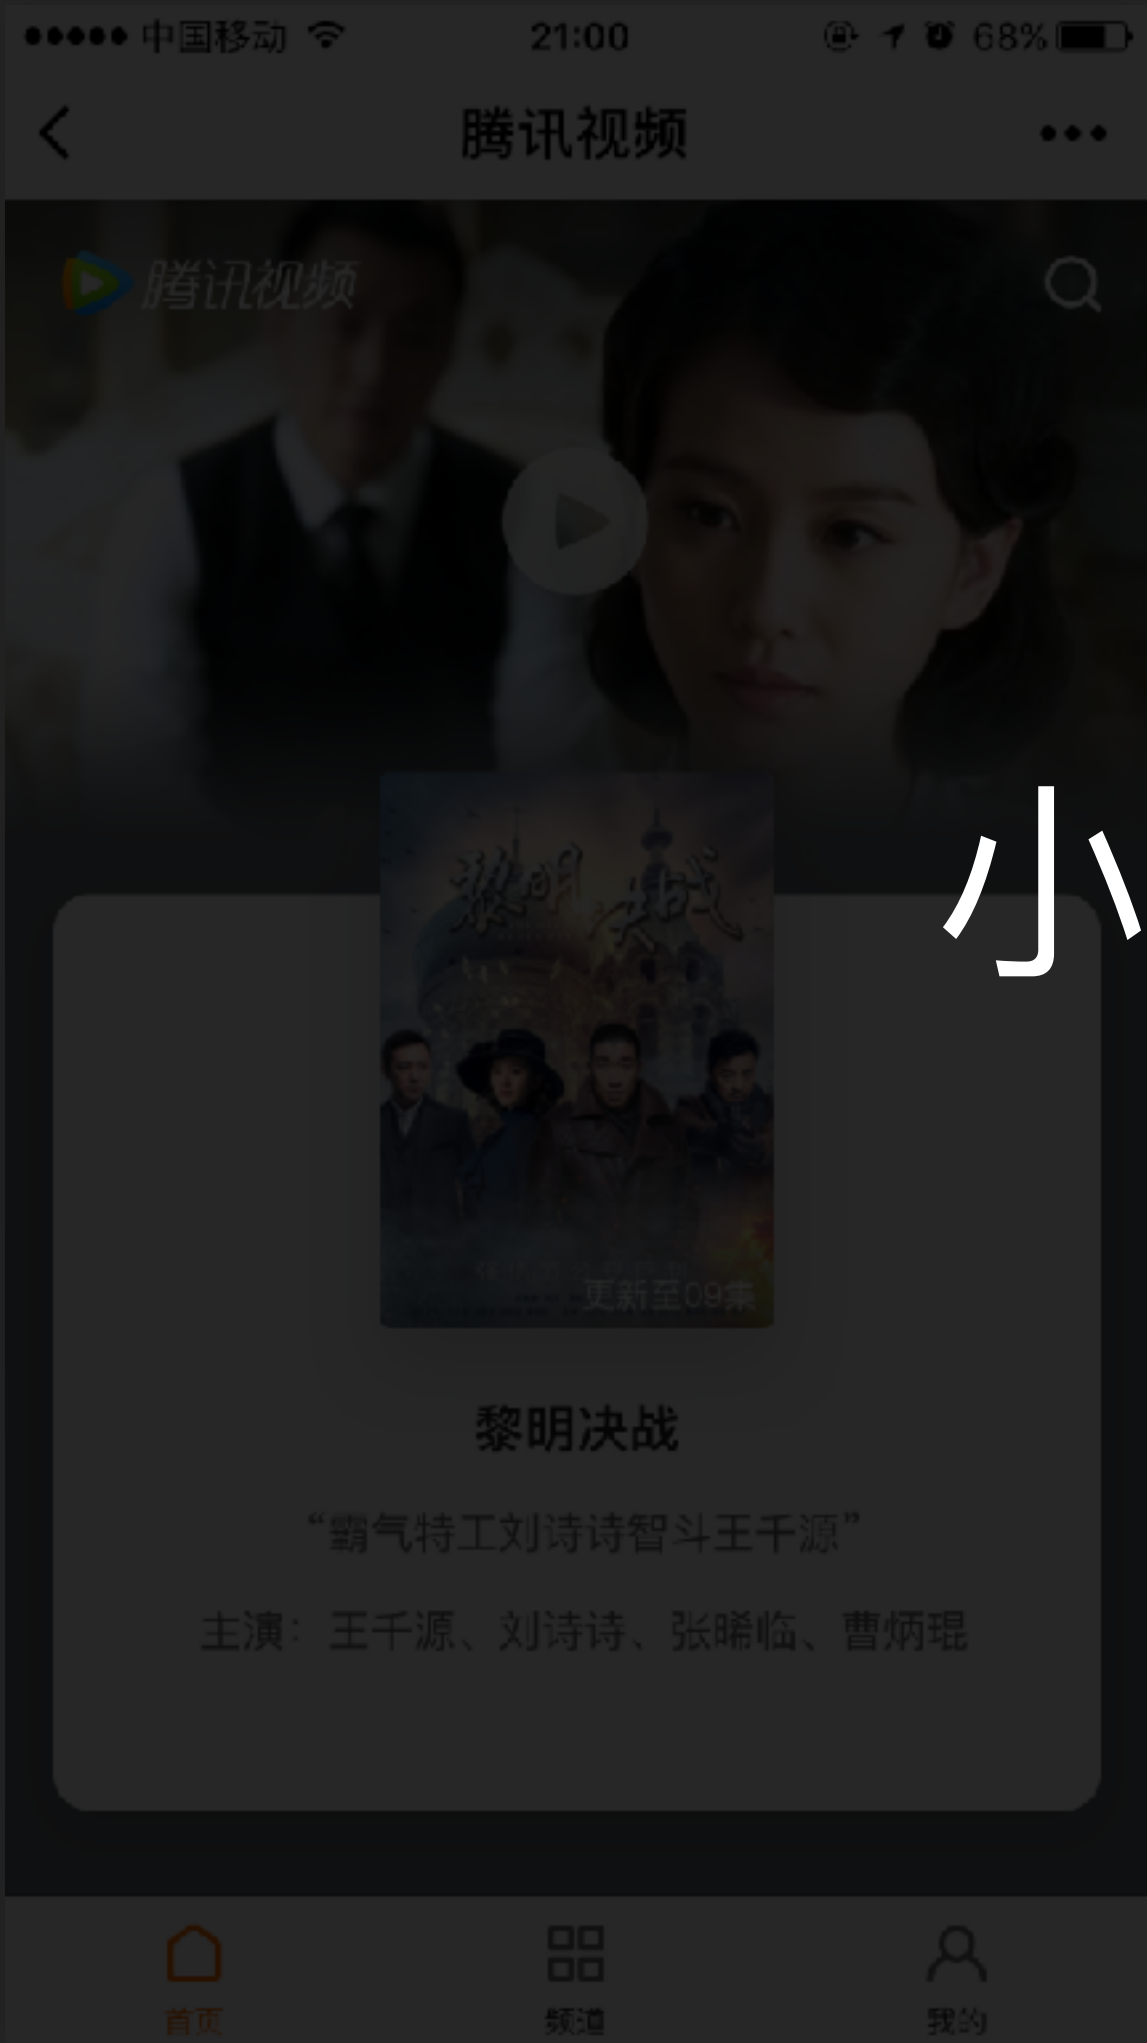 中国移动 21:00 68%
腾讯视频
腾讯视频
小
黎明决战
更新至09集
黎明决战
“霸气特工刘诗诗智斗王千源”
主演：王千源、刘诗诗、张晞临、曹炳琨
首页 频道 我的